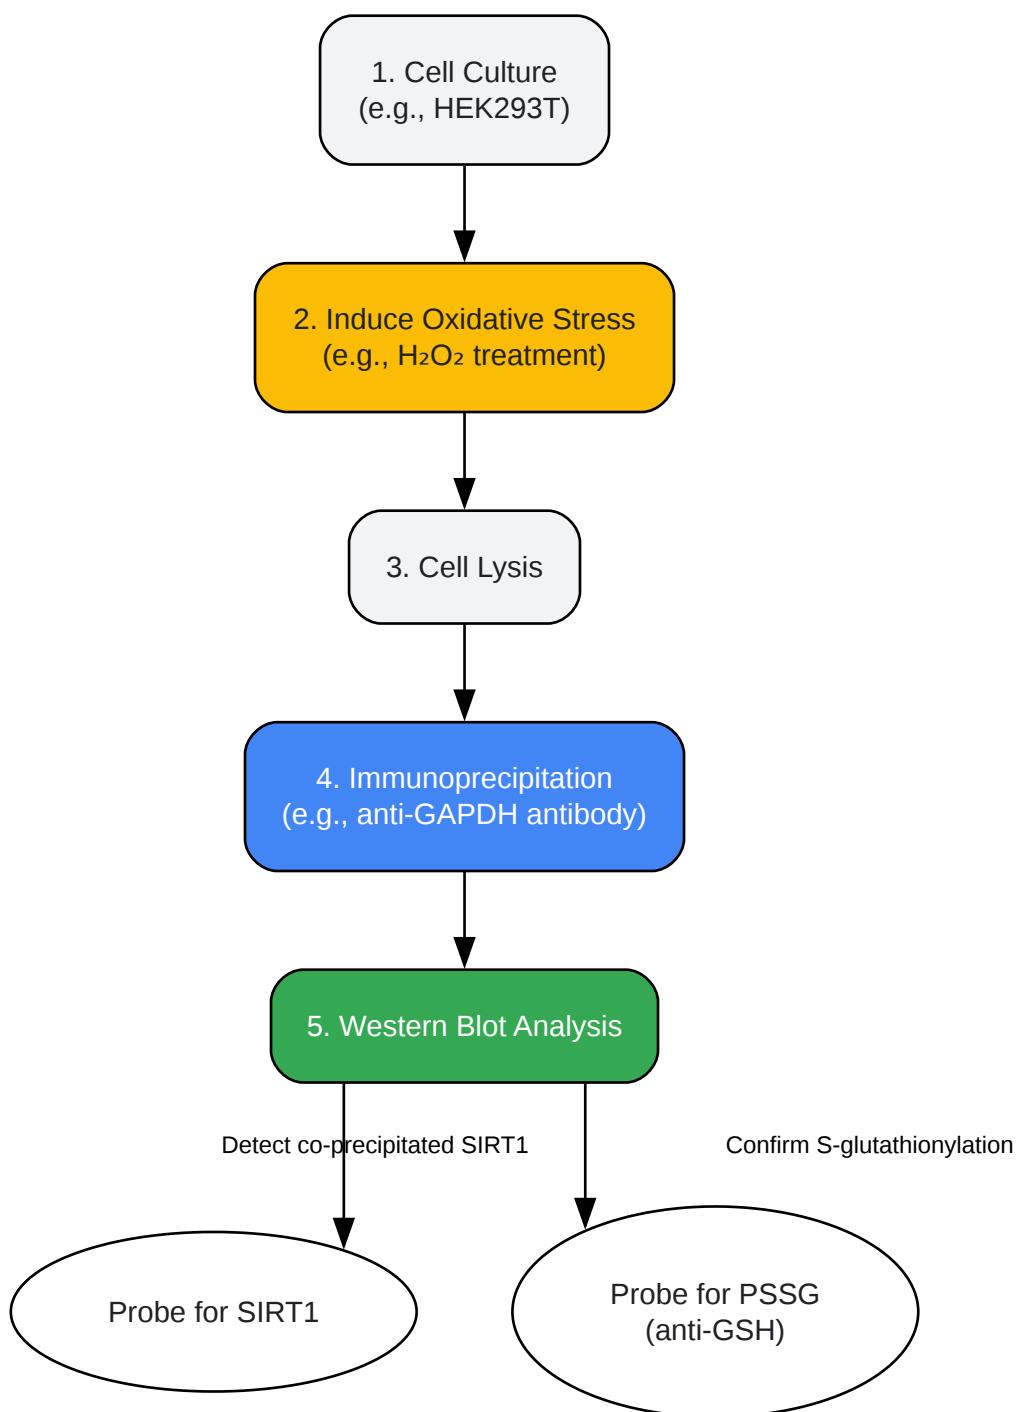 1. Cell Culture
(e.g., HEK293T)
2. Induce Oxidative Stress
(e.g., H₂O₂ treatment)
3. Cell Lysis
4. Immunoprecipitation
(e.g., anti-GAPDH antibody)
5. Western Blot Analysis
Detect co-precipitated SIRT1
Confirm S-glutathionylation
Probe for SIRT1
Probe for PSSG
(anti-GSH)